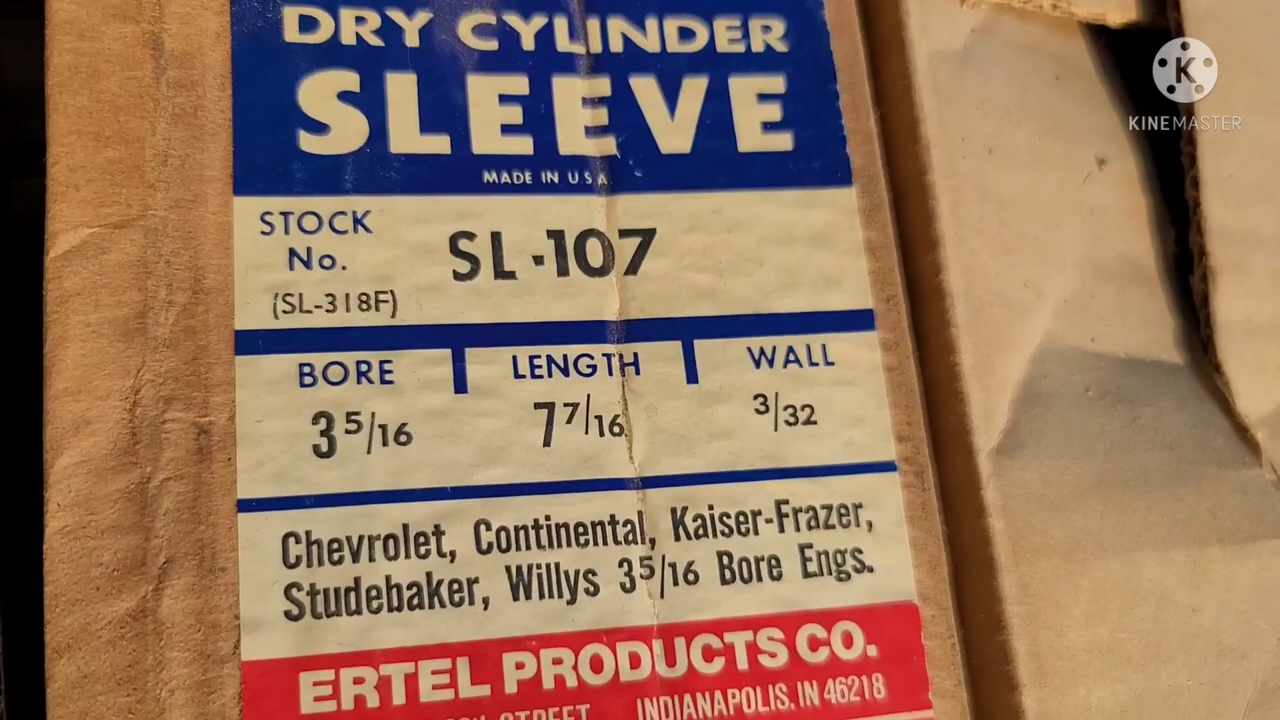 DRY CYLINDER
SLEEVE
MADE IN U.S.A.
STOCK No.
SL-107
(SL-318F)
BORE LENGTH WALL
3 5/16 7 7/16 3/32
Chevrolet, Continental, Kaiser-Frazer,
Studebaker, Willys 3 5/16 Bore Engs.
ERTEL PRODUCTS CO.
STREET INDIANAPOLIS, IN 46218
K
KINEMASTER